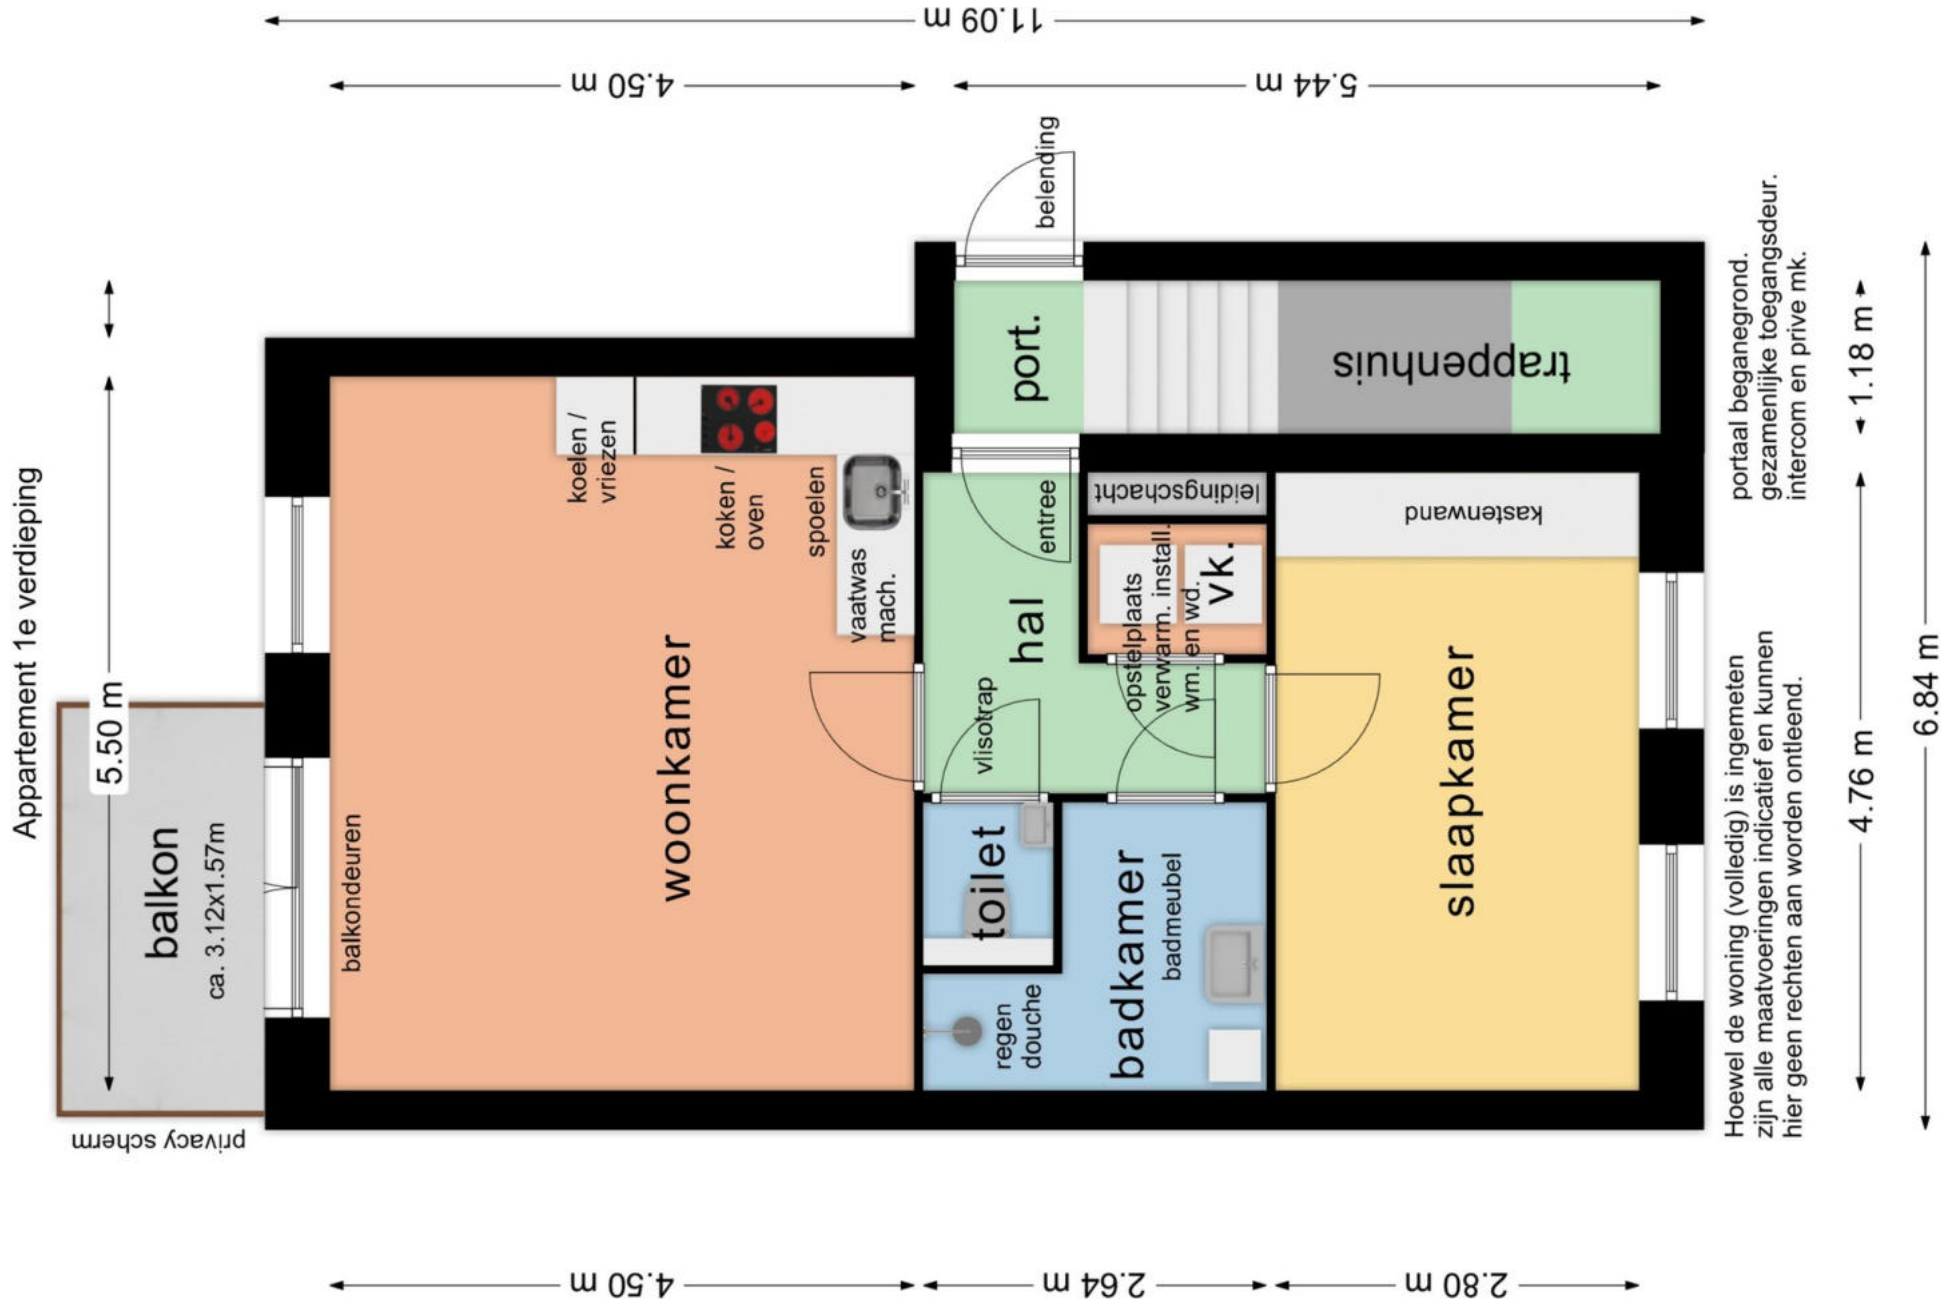 Appartement 1e verdieping
5.50 m
balkon
ca. 3.12x1.57m
privacy scherm
balkondeuren
woonkamer
koelen /
vriezen
koken /
oven
spoelen
vaatwas
mach.
11.09 m
4.50 m
5.44 m
belending
port.
trappenhuis
entree
hal
leidingschacht
opstelplaats
verwarm. install.
wm. en wd.
vk.
vlisotrap
toilet
badkamer
badmeubel
regen
douche
kastenwand
slaapkamer
portaal beganegrond.
gezamenlijke toegangsdeur.
intercom en prive mk.
Hoewel de woning (volledig) is ingemeten
zijn alle maatvoeringen indicatief en kunnen
hier geen rechten aan worden ontleend.
1.18 m
4.76 m
6.84 m
4.50 m
2.64 m
2.80 m